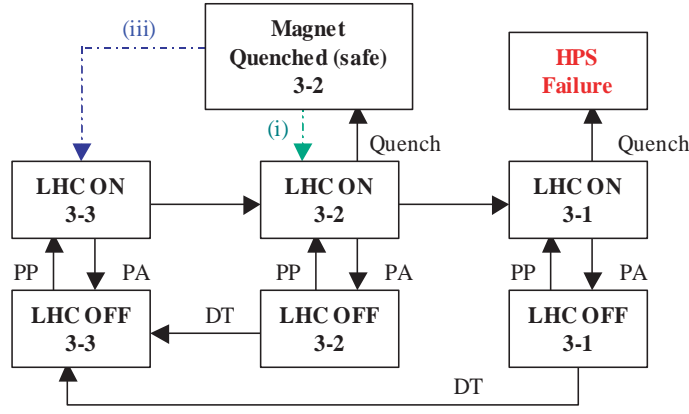 (iii)
Magnet
Quenched (safe)
3-2
HPS
Failure
(i)
Quench
Quench
LHC ON
3-3
LHC ON
3-2
LHC ON
3-1
PP
PA
PP
PA
PP
PA
LHC OFF
3-3
DT
LHC OFF
3-2
LHC OFF
3-1
DT